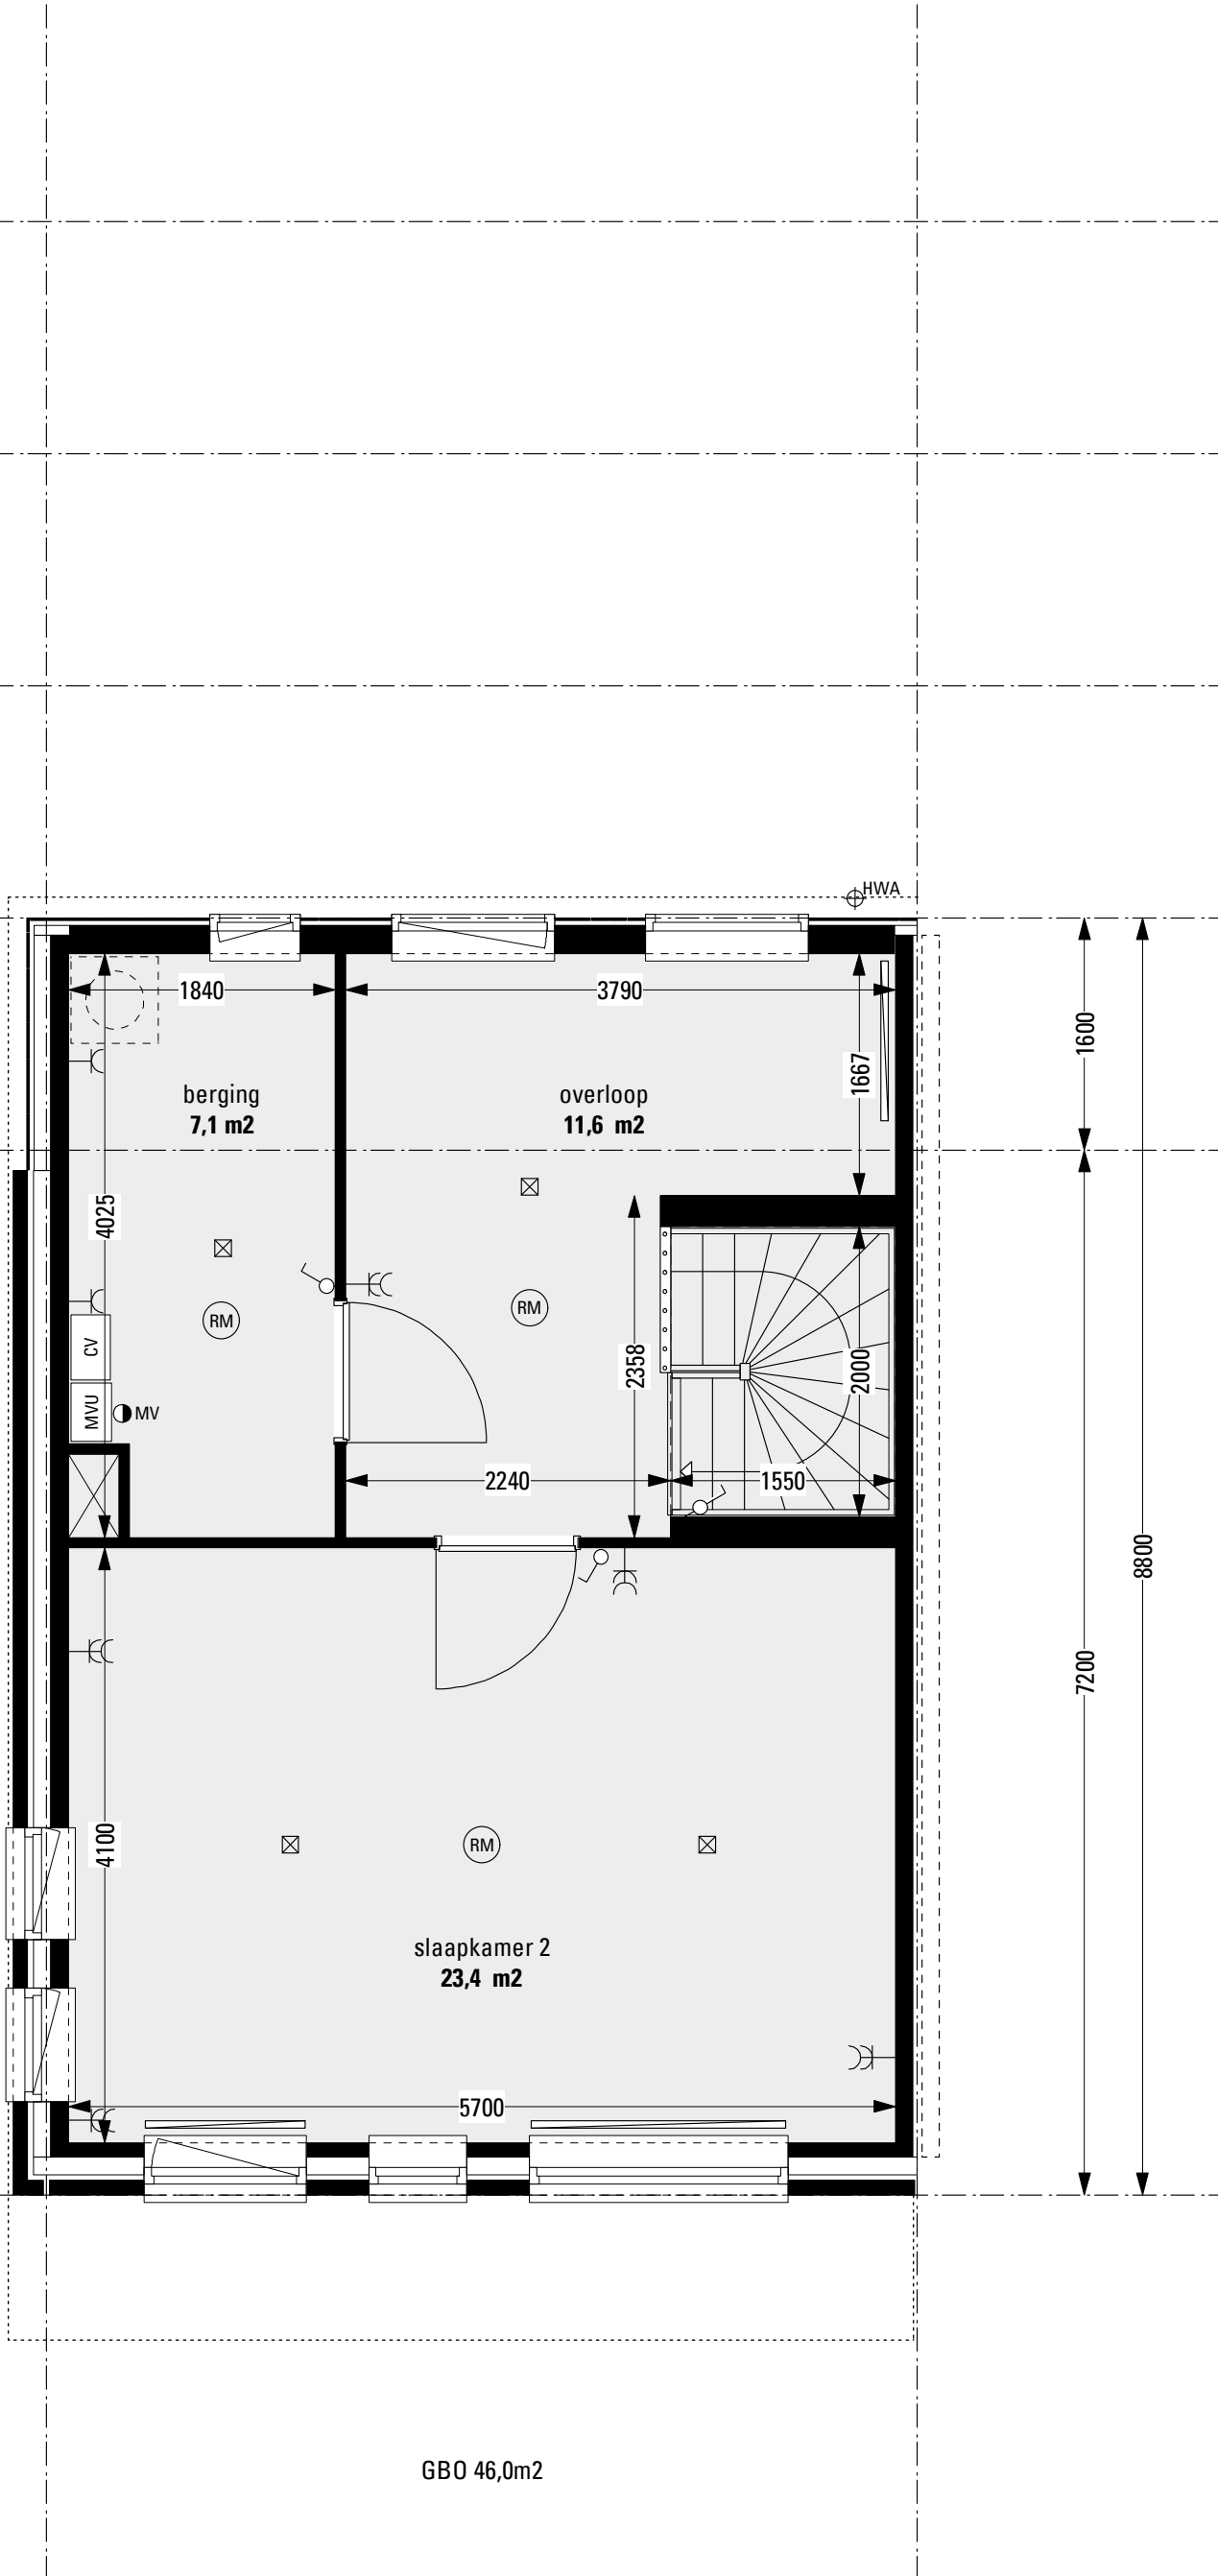 HWA
1840
3790
1600
1667
berging
7,1 m2
overloop
11,6 m2
4025
RM
RM
CV
2358
2000
MVU
MV
2240
1550
8800
7200
4100
RM
slaapkamer 2
23,4 m2
5700
GBO 46,0m2